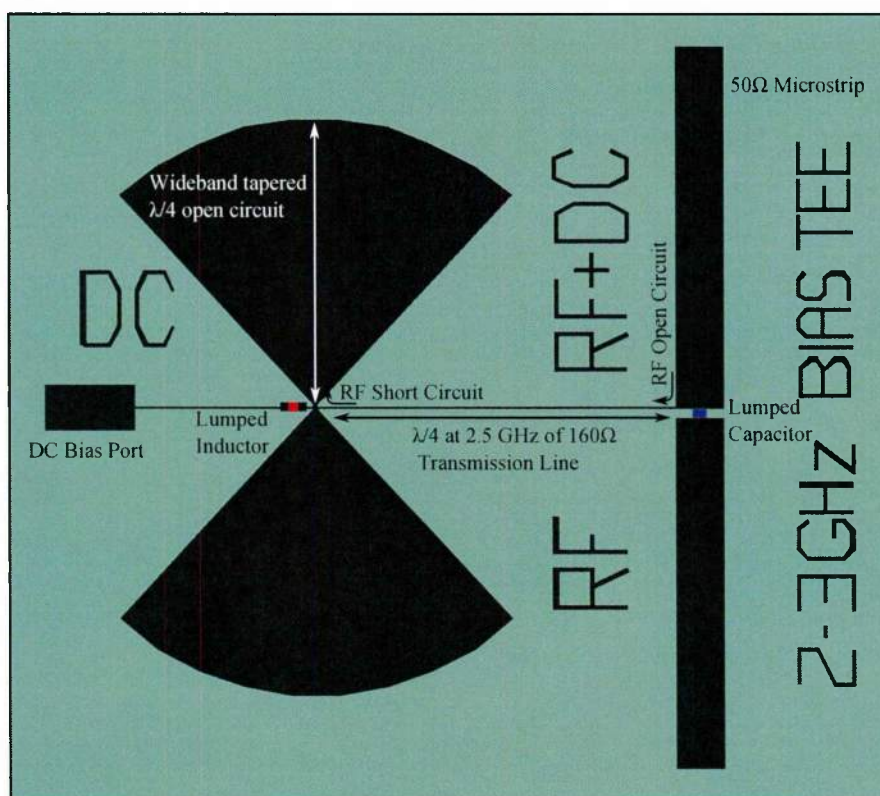 50Ω Microstrip
Wideband tapered
λ/4 open circuit
DC
RF+DC
RF Open Circuit
2-3GHz BIAS TEE
RF Short Circuit
Lumped
Inductor
DC Bias Port
λ/4 at 2.5 GHz of 160Ω
Transmission Line
Lumped
Capacitor
RF